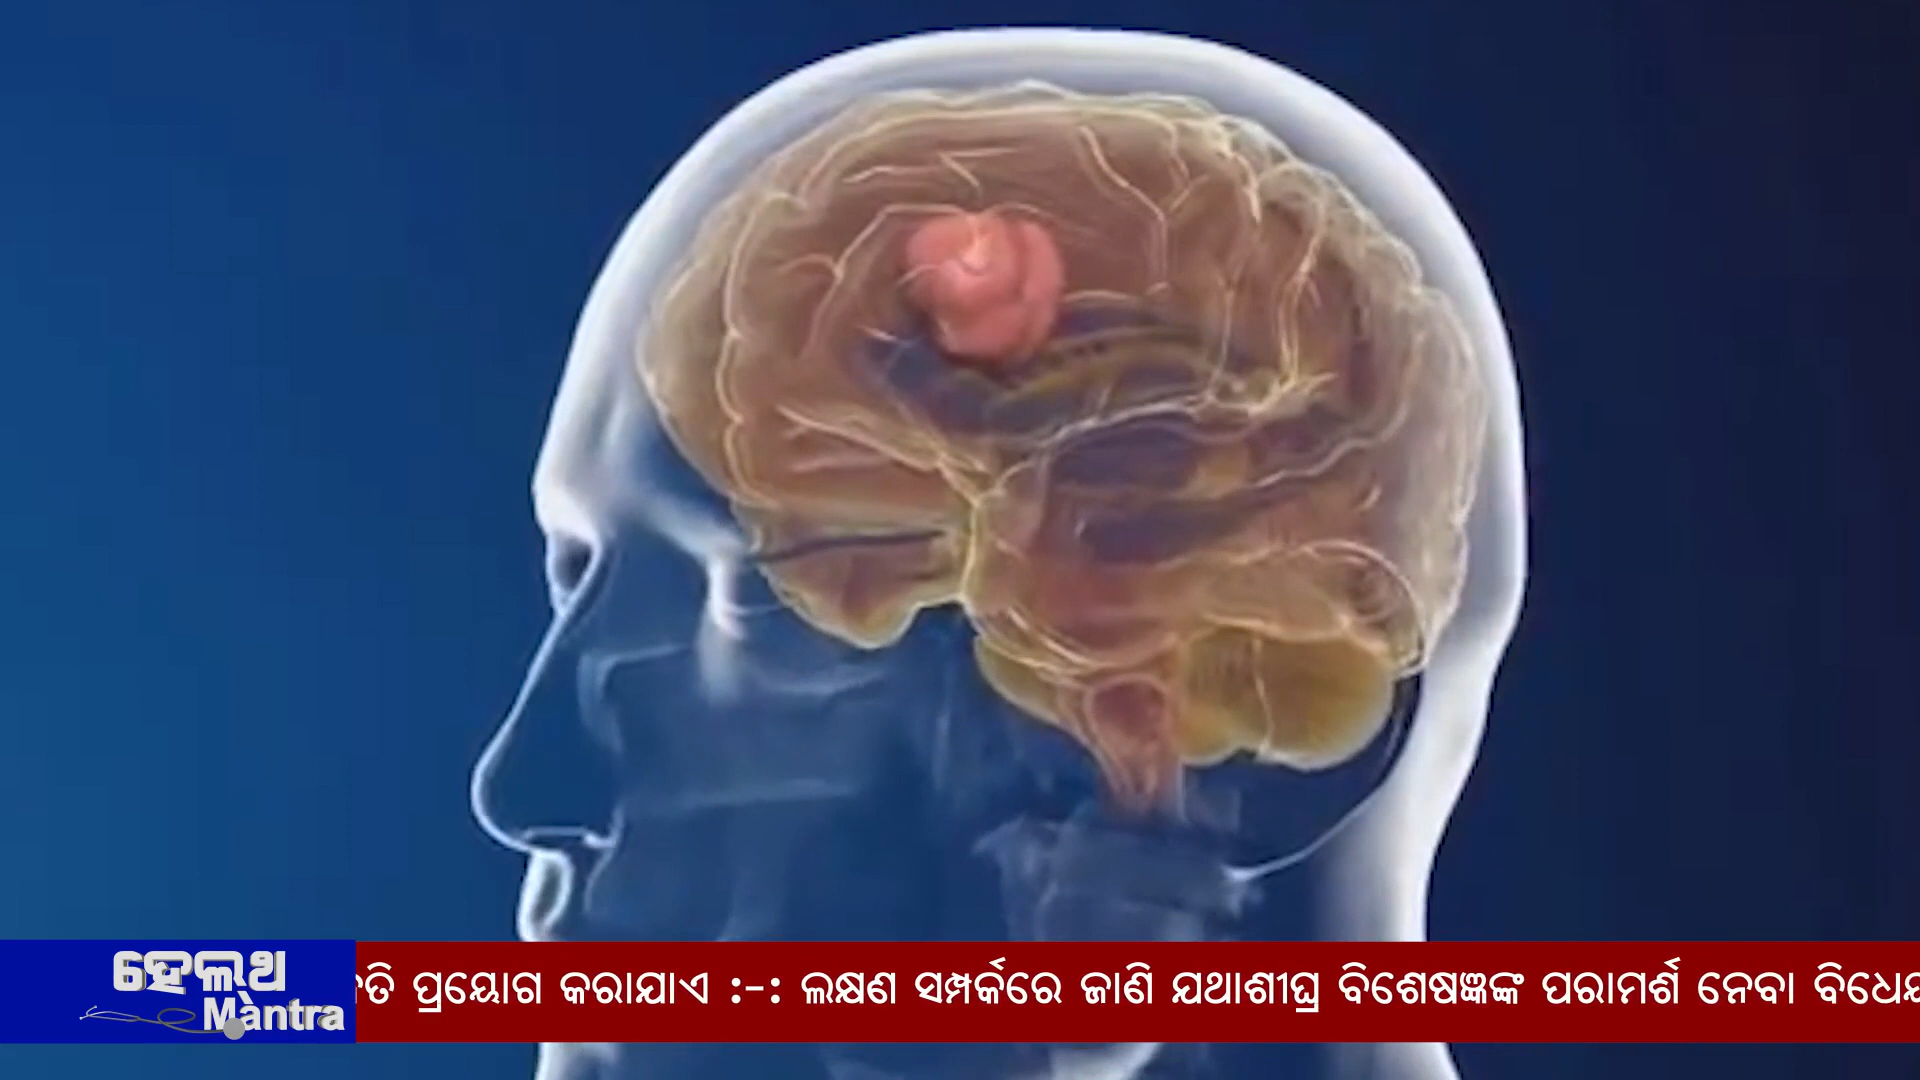 ହେଲଥ
Mantra
ପ୍ରୟୋଗ କରାଯାଏ :-: ଲକ୍ଷଣ ସମ୍ପର୍କରେ ଜାଣି ଯଥାଶୀଘ୍ର ବିଶେଷଜ୍ଞଙ୍କ ପରାମର୍ଶ ନେବା